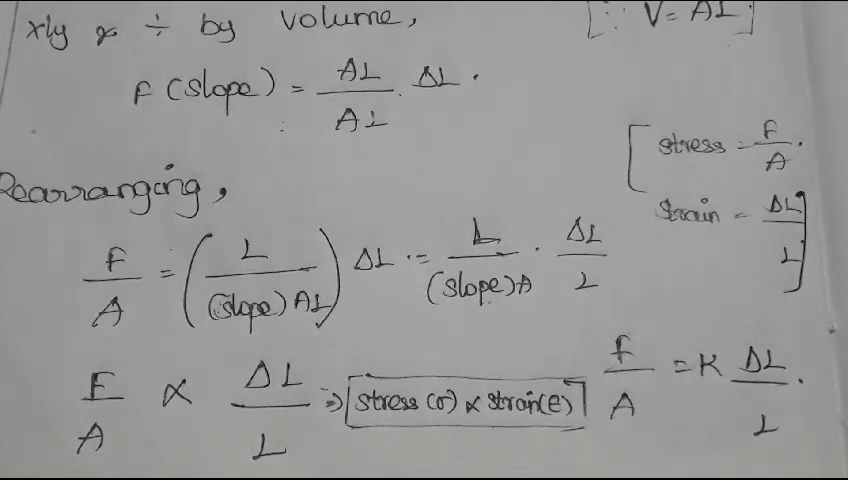 xly & ÷ by volume, [∵ V = AL]
F (slope) = AL/AL . ΔL .
[stress = F/A .
Rearranging,
strain = ΔL/L]
F/A = (L/(slope) AL) ΔL . = L/(slope) A . ΔL/L
F/A ∝ ΔL/L ⇒ [stress (σ) ∝ strain(e)] F/A = K ΔL/L .